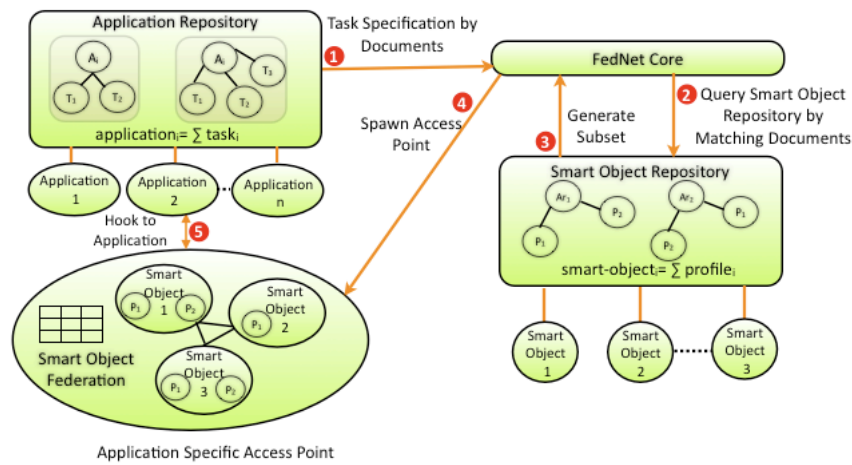 Application Repository
Ai
T1
T2
Ai
T3
T1
T2
applicationi= ∑ taski
Application
1
Application
2
Application
n
1
Task Specification by
Documents
FedNet Core
4
Spawn Access
Point
3
Generate
Subset
2
Query Smart Object
Repository by
Matching Documents
Smart Object Repository
Ar1
P2
P1
Ar2
P1
P2
smart-objecti= ∑ profilei
Smart
Object
1
Smart
Object
2
Smart
Object
3
Hook to
Application
5
Smart
Object
1
P1
P2
Smart
Object
2
P1
Smart
Object
3
P1
P2
Smart Object
Federation
Application Specific Access Point